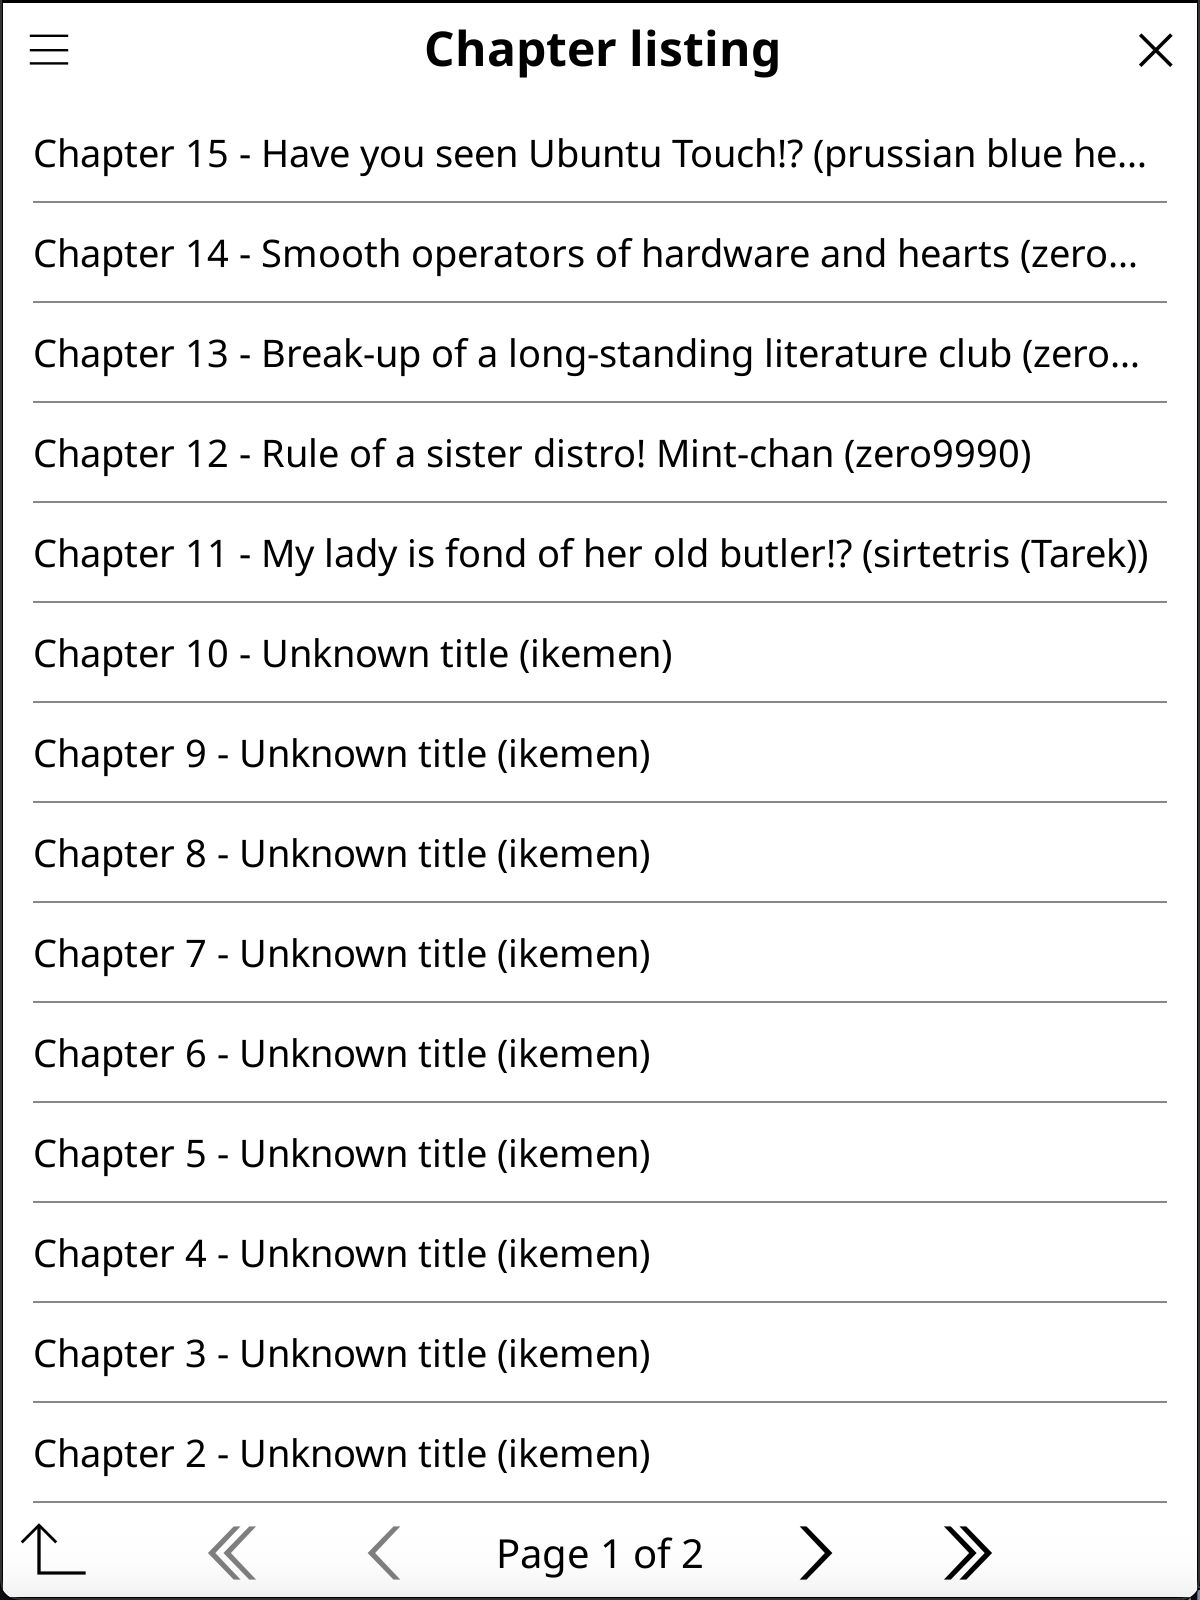 Chapter listing
Chapter 15 - Have you seen Ubuntu Touch!? (prussian blue he...
Chapter 14 - Smooth operators of hardware and hearts (zero...
Chapter 13 - Break-up of a long-standing literature club (zero...
Chapter 12 - Rule of a sister distro! Mint-chan (zero9990)
Chapter 11 - My lady is fond of her old butler!? (sirtetris (Tarek))
Chapter 10 - Unknown title (ikemen)
Chapter 9 - Unknown title (ikemen)
Chapter 8 - Unknown title (ikemen)
Chapter 7 - Unknown title (ikemen)
Chapter 6 - Unknown title (ikemen)
Chapter 5 - Unknown title (ikemen)
Chapter 4 - Unknown title (ikemen)
Chapter 3 - Unknown title (ikemen)
Chapter 2 - Unknown title (ikemen)
Page 1 of 2